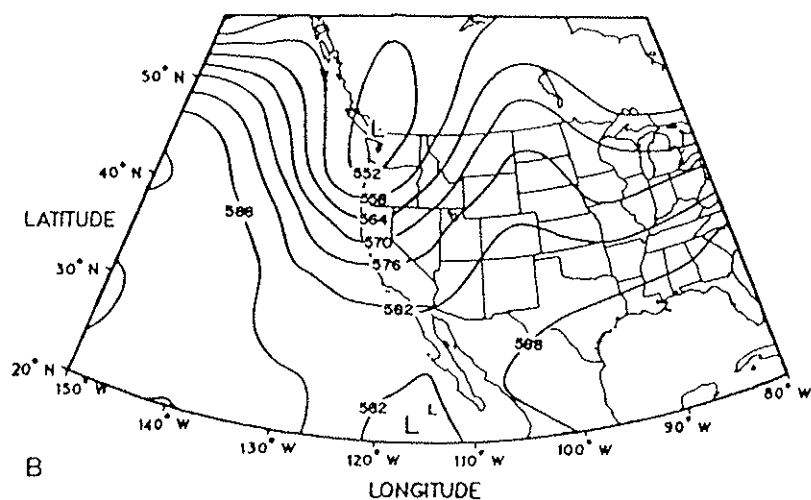 50° N
L
552
40° N
558
588
564
LATITUDE
570
576
30° N
582
588
20° N
150° W
80° W
582
L
L
140° W
90° W
130° W
120° W
110° W
100° W
B
LONGITUDE